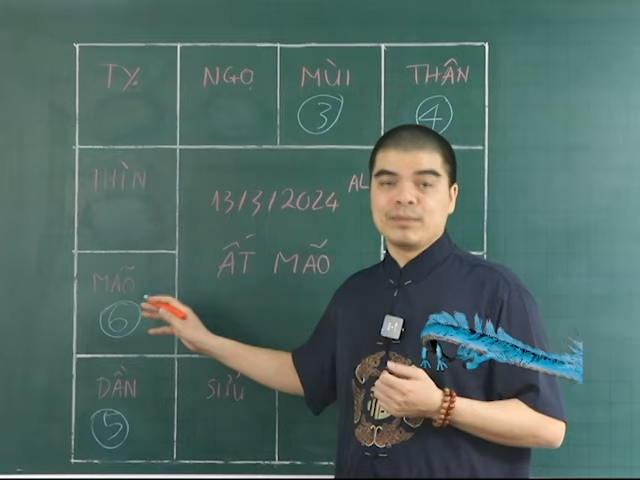 TỴ NGỌ MÙI THÂN
3 4
THÌN
13/3/2024 AL
ẤT MÃO
MÃO
6
DẦN SỬU
5